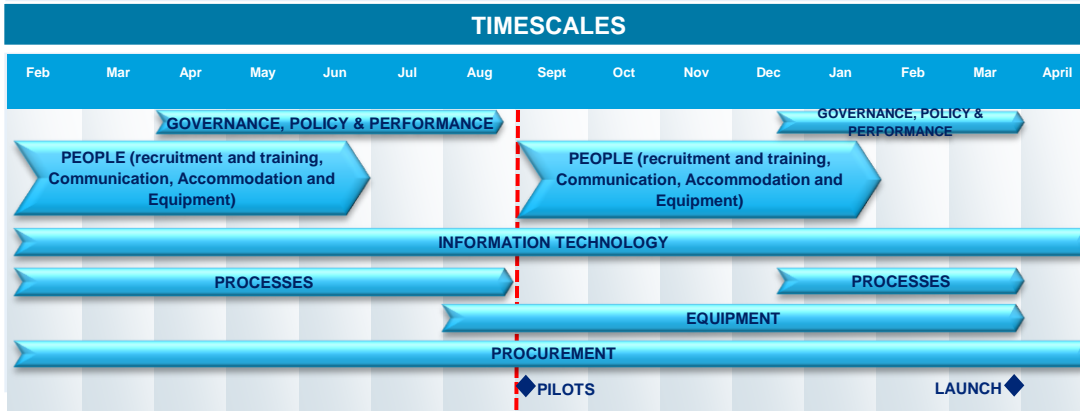 TIMESCALES
Feb Mar Apr May Jun Jul Aug Sept Oct Nov Dec Jan Feb Mar April
GOVERNANCE, POLICY & PERFORMANCE
GOVERNANCE, POLICY &
PERFORMANCE
PEOPLE (recruitment and training,
Communication, Accommodation and
Equipment)
PEOPLE (recruitment and training,
Communication, Accommodation and
Equipment)
INFORMATION TECHNOLOGY
PROCESSES
PROCESSES
EQUIPMENT
PROCUREMENT
PILOTS
LAUNCH